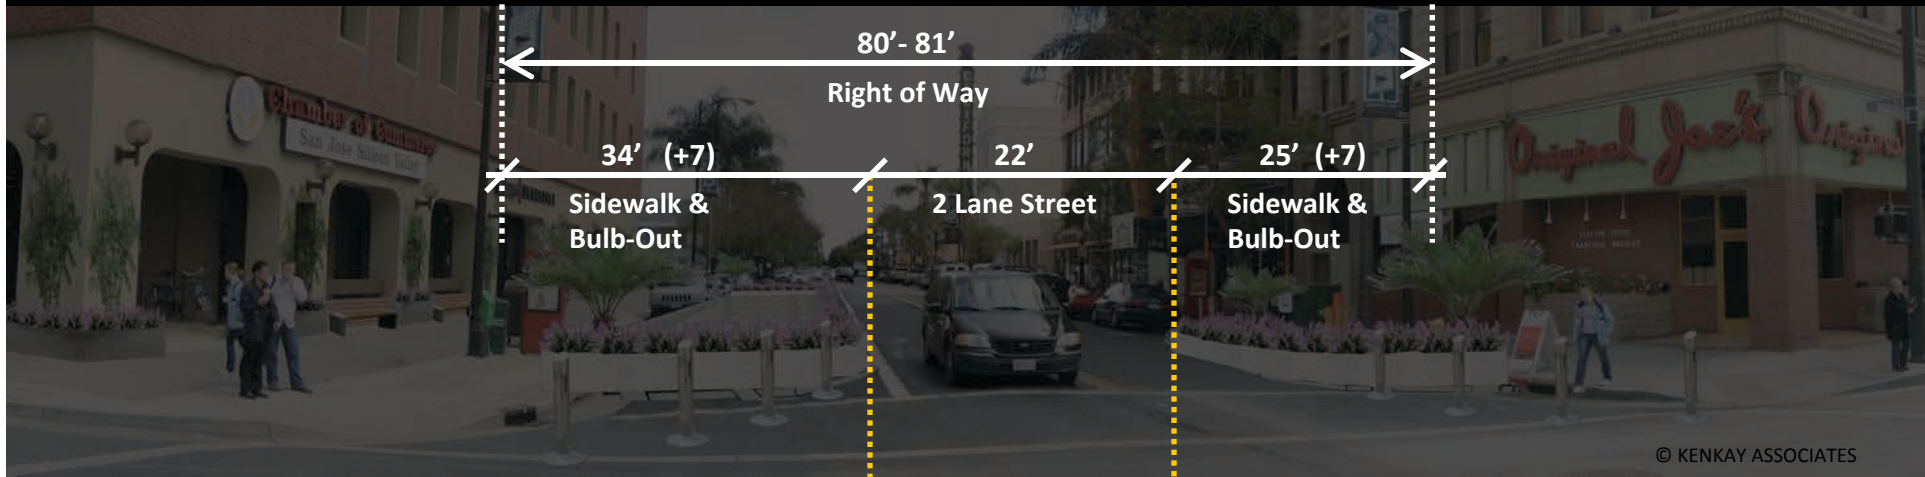 80’- 81’
Right of Way
34’ (+7)
22’
25’ (+7)
Sidewalk &
Bulb-Out
2 Lane Street
Sidewalk &
Bulb-Out
Chamber of Commerce
San Jose Silicon Valley
Original Joe's Original
© KENKAY ASSOCIATES